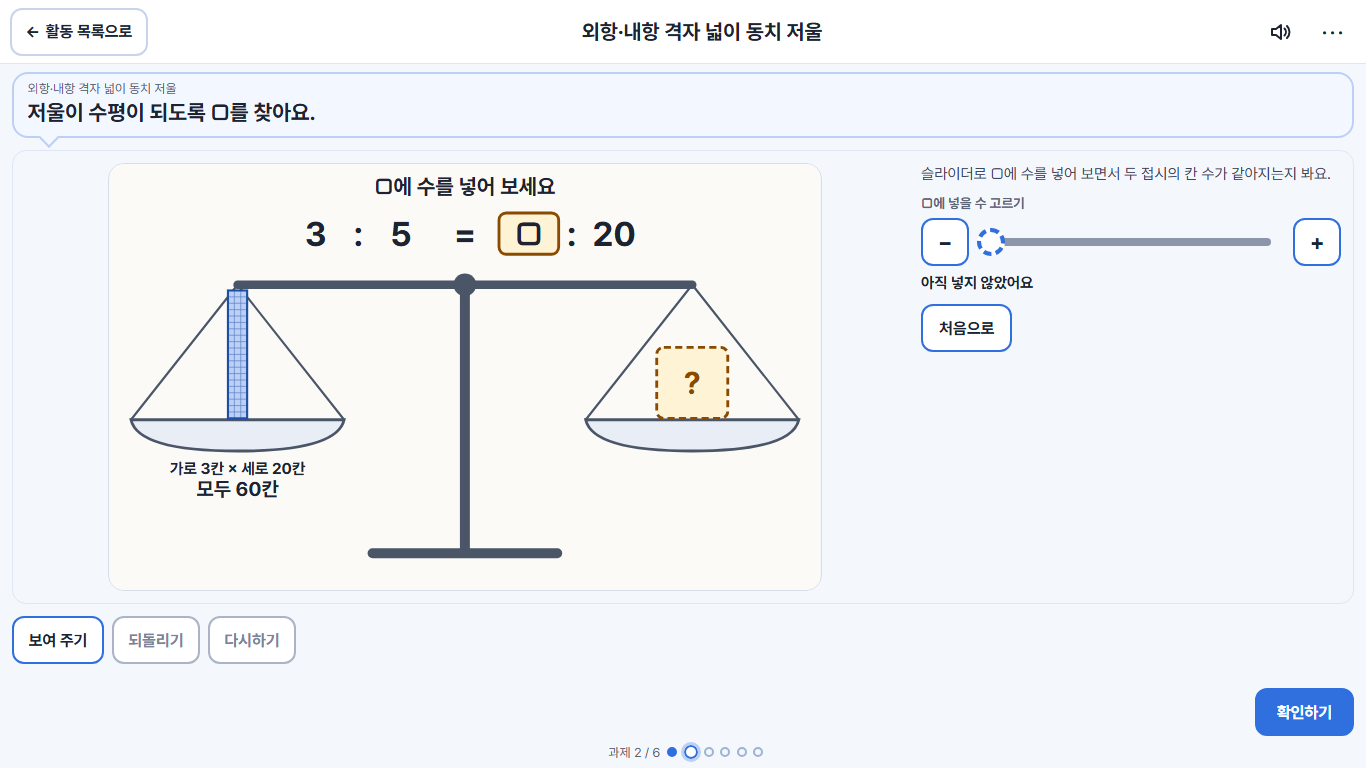 ← 활동 목록으로
외항·내항 격자 넓이 동치 저울
...
외항·내항 격자 넓이 동치 저울
저울이 수평이 되도록 □를 찾아요.
□에 수를 넣어 보세요
3 : 5 = □ : 20
?
가로 3칸 × 세로 20칸
모두 60칸
슬라이더로 □에 수를 넣어 보면서 두 접시의 칸 수가 같아지는지 봐요.
□에 넣을 수 고르기
− +
아직 넣지 않았어요
처음으로
보여 주기 되돌리기 다시하기
확인하기
과제 2 / 6